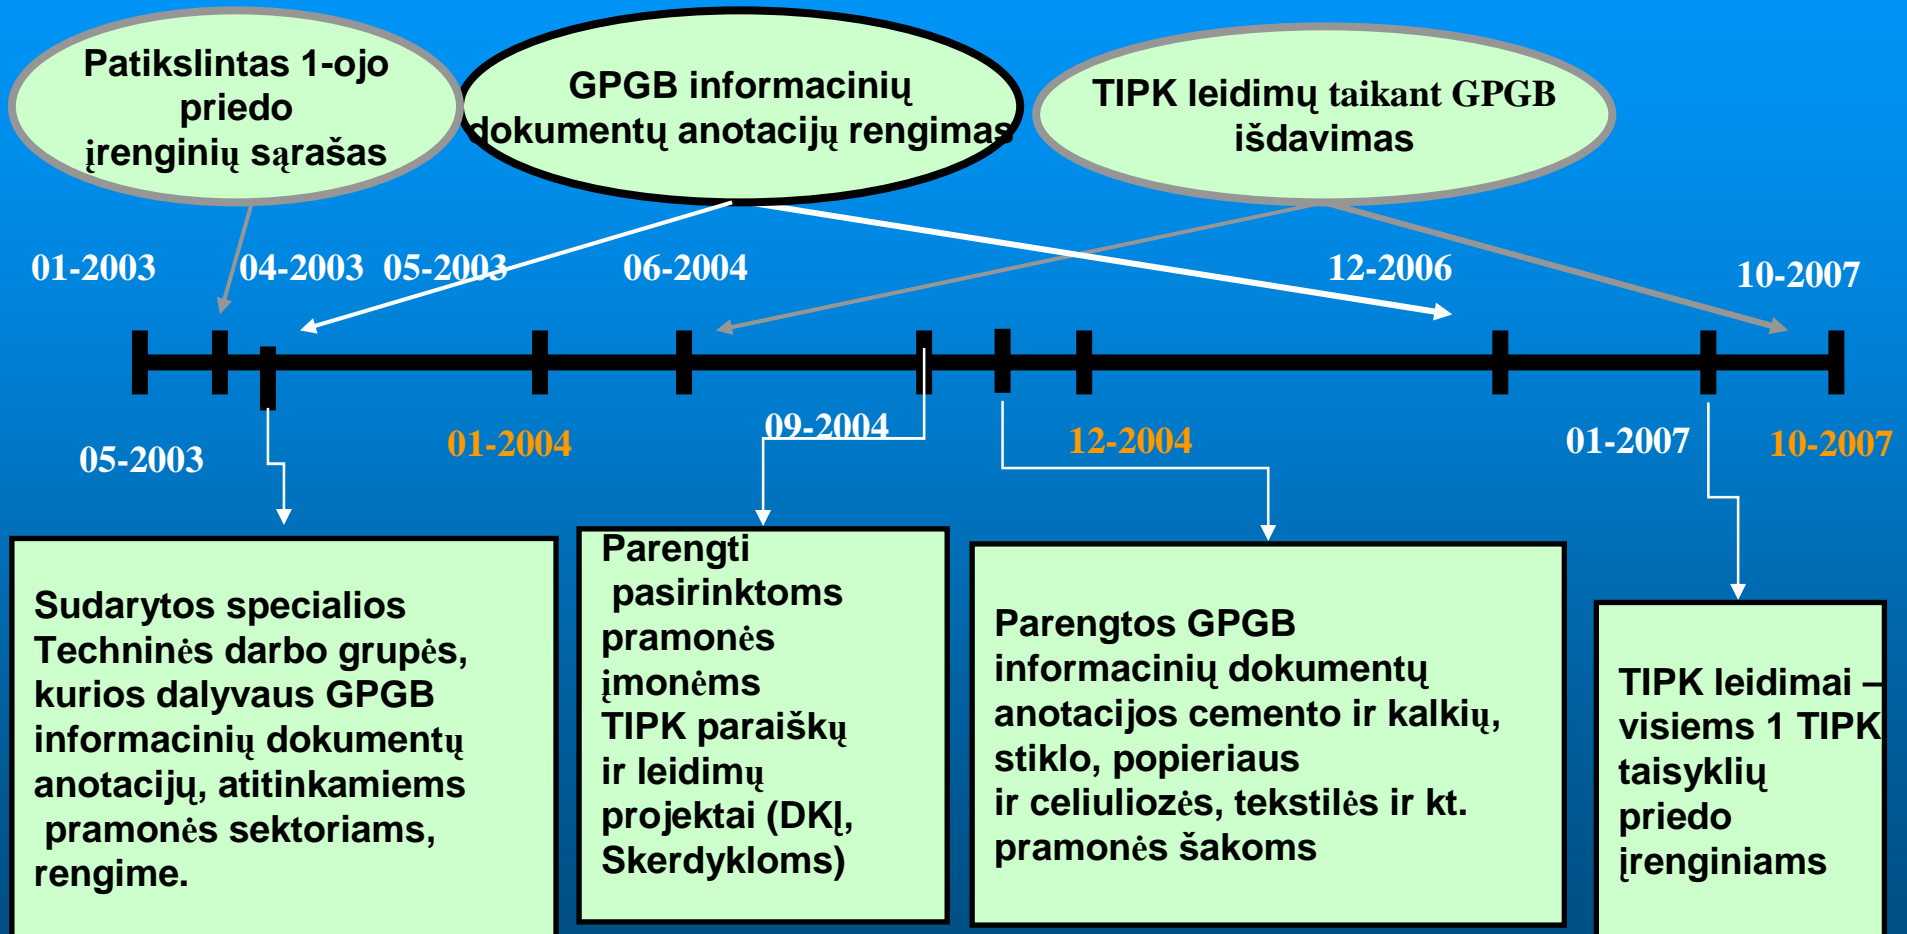 Patikslintas 1-ojo
priedo
įrenginių sąrašas
GPGB informacinių
dokumentų anotacijų rengimas
TIPK leidimų taikant GPGB
išdavimas
01-2003
04-2003
05-2003
06-2004
12-2006
10-2007
05-2003
01-2004
09-2004
12-2004
01-2007
10-2007
Sudarytos specialios
Techninės darbo grupės,
kurios dalyvaus GPGB
informacinių dokumentų
anotacijų, atitinkamiems
pramonės sektoriams,
rengime.
Parengti
pasirinktoms
pramonės
įmonėms
TIPK paraiškų
ir leidimų
projektai (DKĮ,
Skerdykloms)
Parengtos GPGB
informacinių dokumentų
anotacijos cemento ir kalkių,
stiklo, popieriaus
ir celiuliozės, tekstilės ir kt.
pramonės šakoms
TIPK leidimai –
visiems 1 TIPK
taisyklių
priedo
įrenginiams